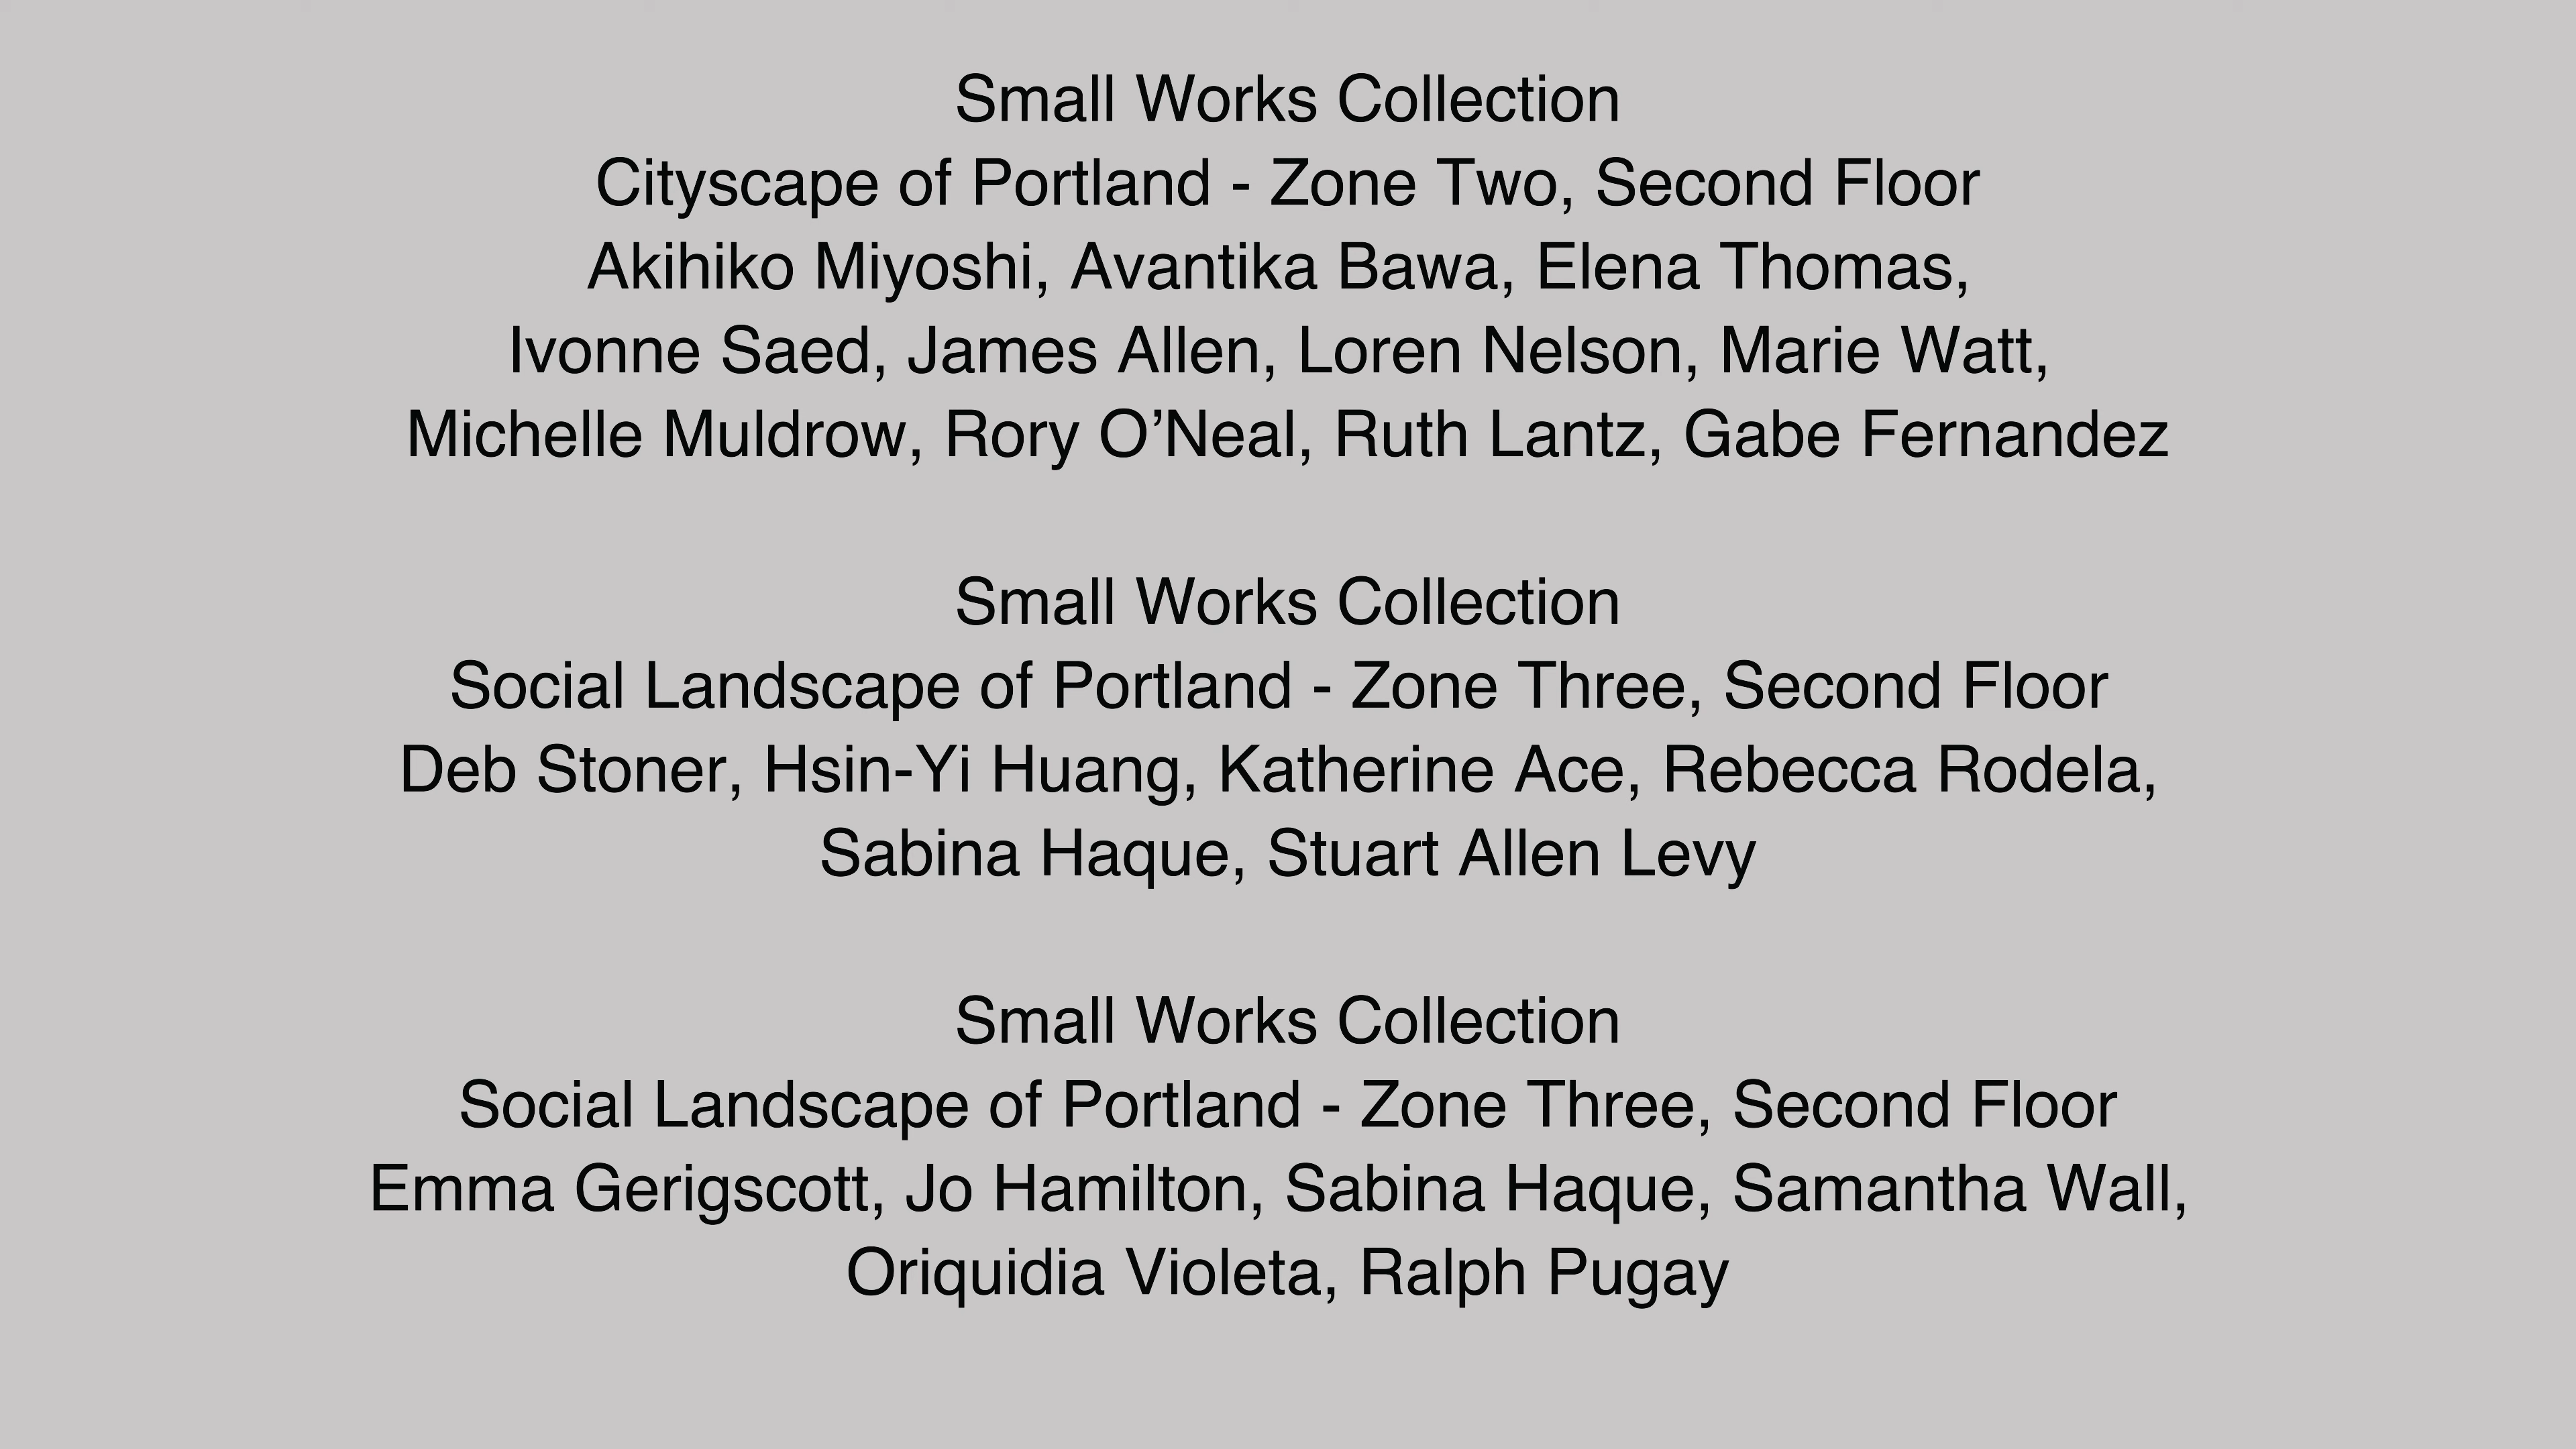 Small Works Collection
Cityscape of Portland - Zone Two, Second Floor
Akihiko Miyoshi, Avantika Bawa, Elena Thomas,
Ivonne Saed, James Allen, Loren Nelson, Marie Watt,
Michelle Muldrow, Rory O’Neal, Ruth Lantz, Gabe Fernandez
Small Works Collection
Social Landscape of Portland - Zone Three, Second Floor
Deb Stoner, Hsin-Yi Huang, Katherine Ace, Rebecca Rodela,
Sabina Haque, Stuart Allen Levy
Small Works Collection
Social Landscape of Portland - Zone Three, Second Floor
Emma Gerigscott, Jo Hamilton, Sabina Haque, Samantha Wall,
Oriquidia Violeta, Ralph Pugay